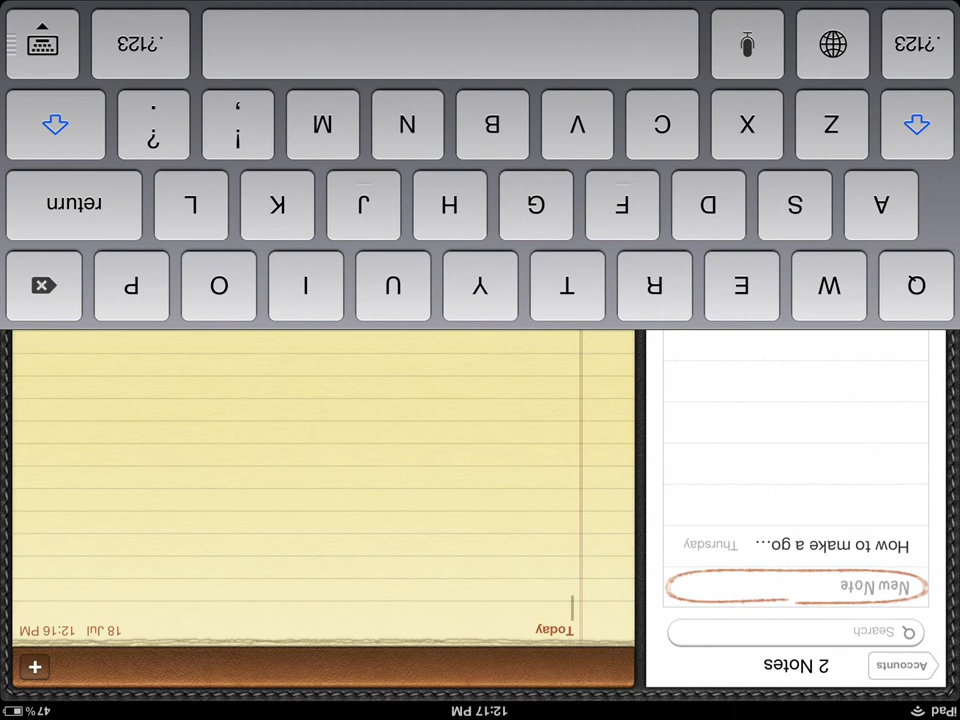 iPad 12:17 PM 47%
Accounts 2 Notes
Search
New Note
How to make a go... Thursday
Today 18 Jul 12:16 PM
Q W E R T Y U I O P
A S D F G H J K L return
Z X C V B N M ! , ? .
.?123 .?123